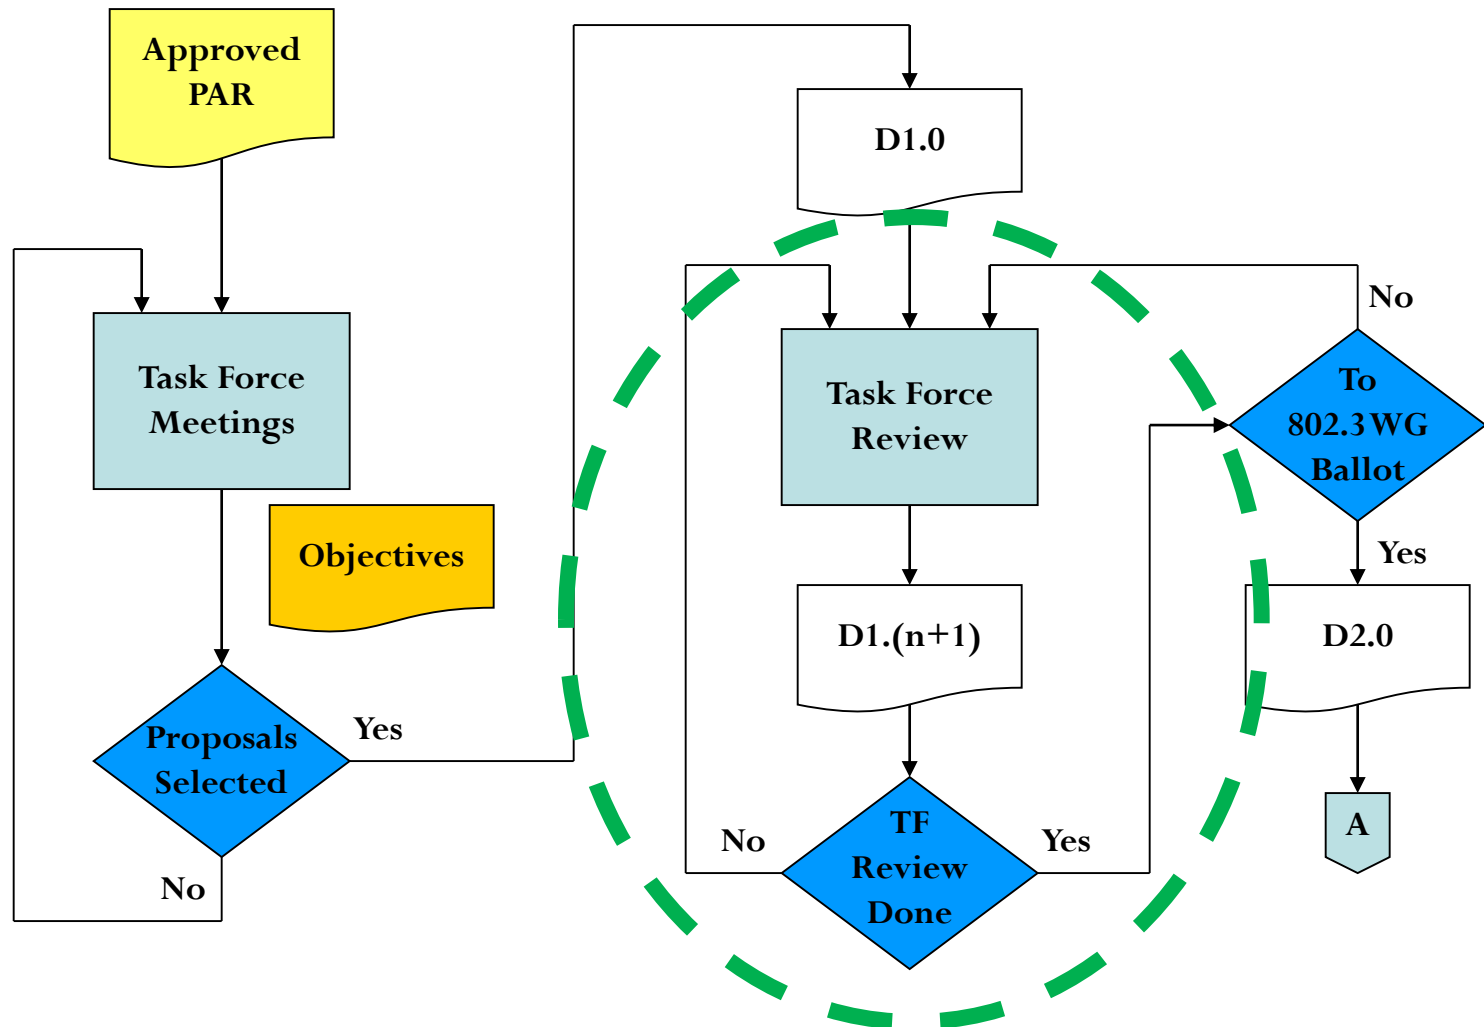 Approved
PAR
Task Force
Meetings
Objectives
Proposals
Selected
Yes
No
D1.0
Task Force
Review
D1.(n+1)
TF
Review
Done
No
Yes
No
To
802.3 WG
Ballot
Yes
D2.0
A